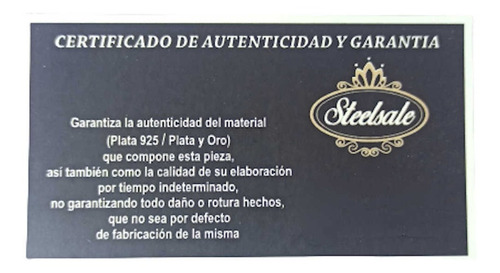 CERTIFICADO DE AUTENTICIDAD Y GARANTIA
Steelsale
Garantiza la autenticidad del material
(Plata 925 / Plata y Oro)
que compone esta pieza,
así también como la calidad de su elaboración
por tiempo indeterminado,
no garantizando todo daño o rotura hechos,
que no sea por defecto
de fabricación de la misma